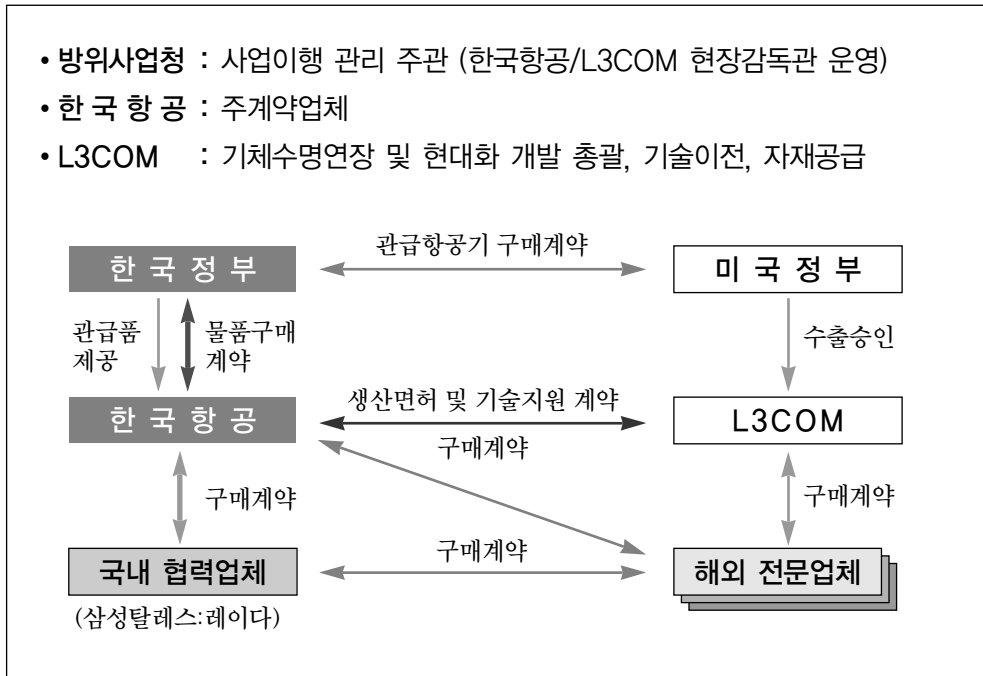 • 방위사업청 : 사업이행 관리 주관 (한국항공/L3COM 현장감독관 운영)
• 한 국 항 공 : 주계약업체
• L3COM : 기체수명연장 및 현대화 개발 총괄, 기술이전, 자재공급
관급항공기 구매계약
한 국 정 부
미 국 정 부
관급품
제공
물품구매
계약
수출승인
생산면허 및 기술지원 계약
한 국 항 공
L3COM
구매계약
구매계약
구매계약
구매계약
국내 협력업체
해외 전문업체
(삼성탈레스:레이다)